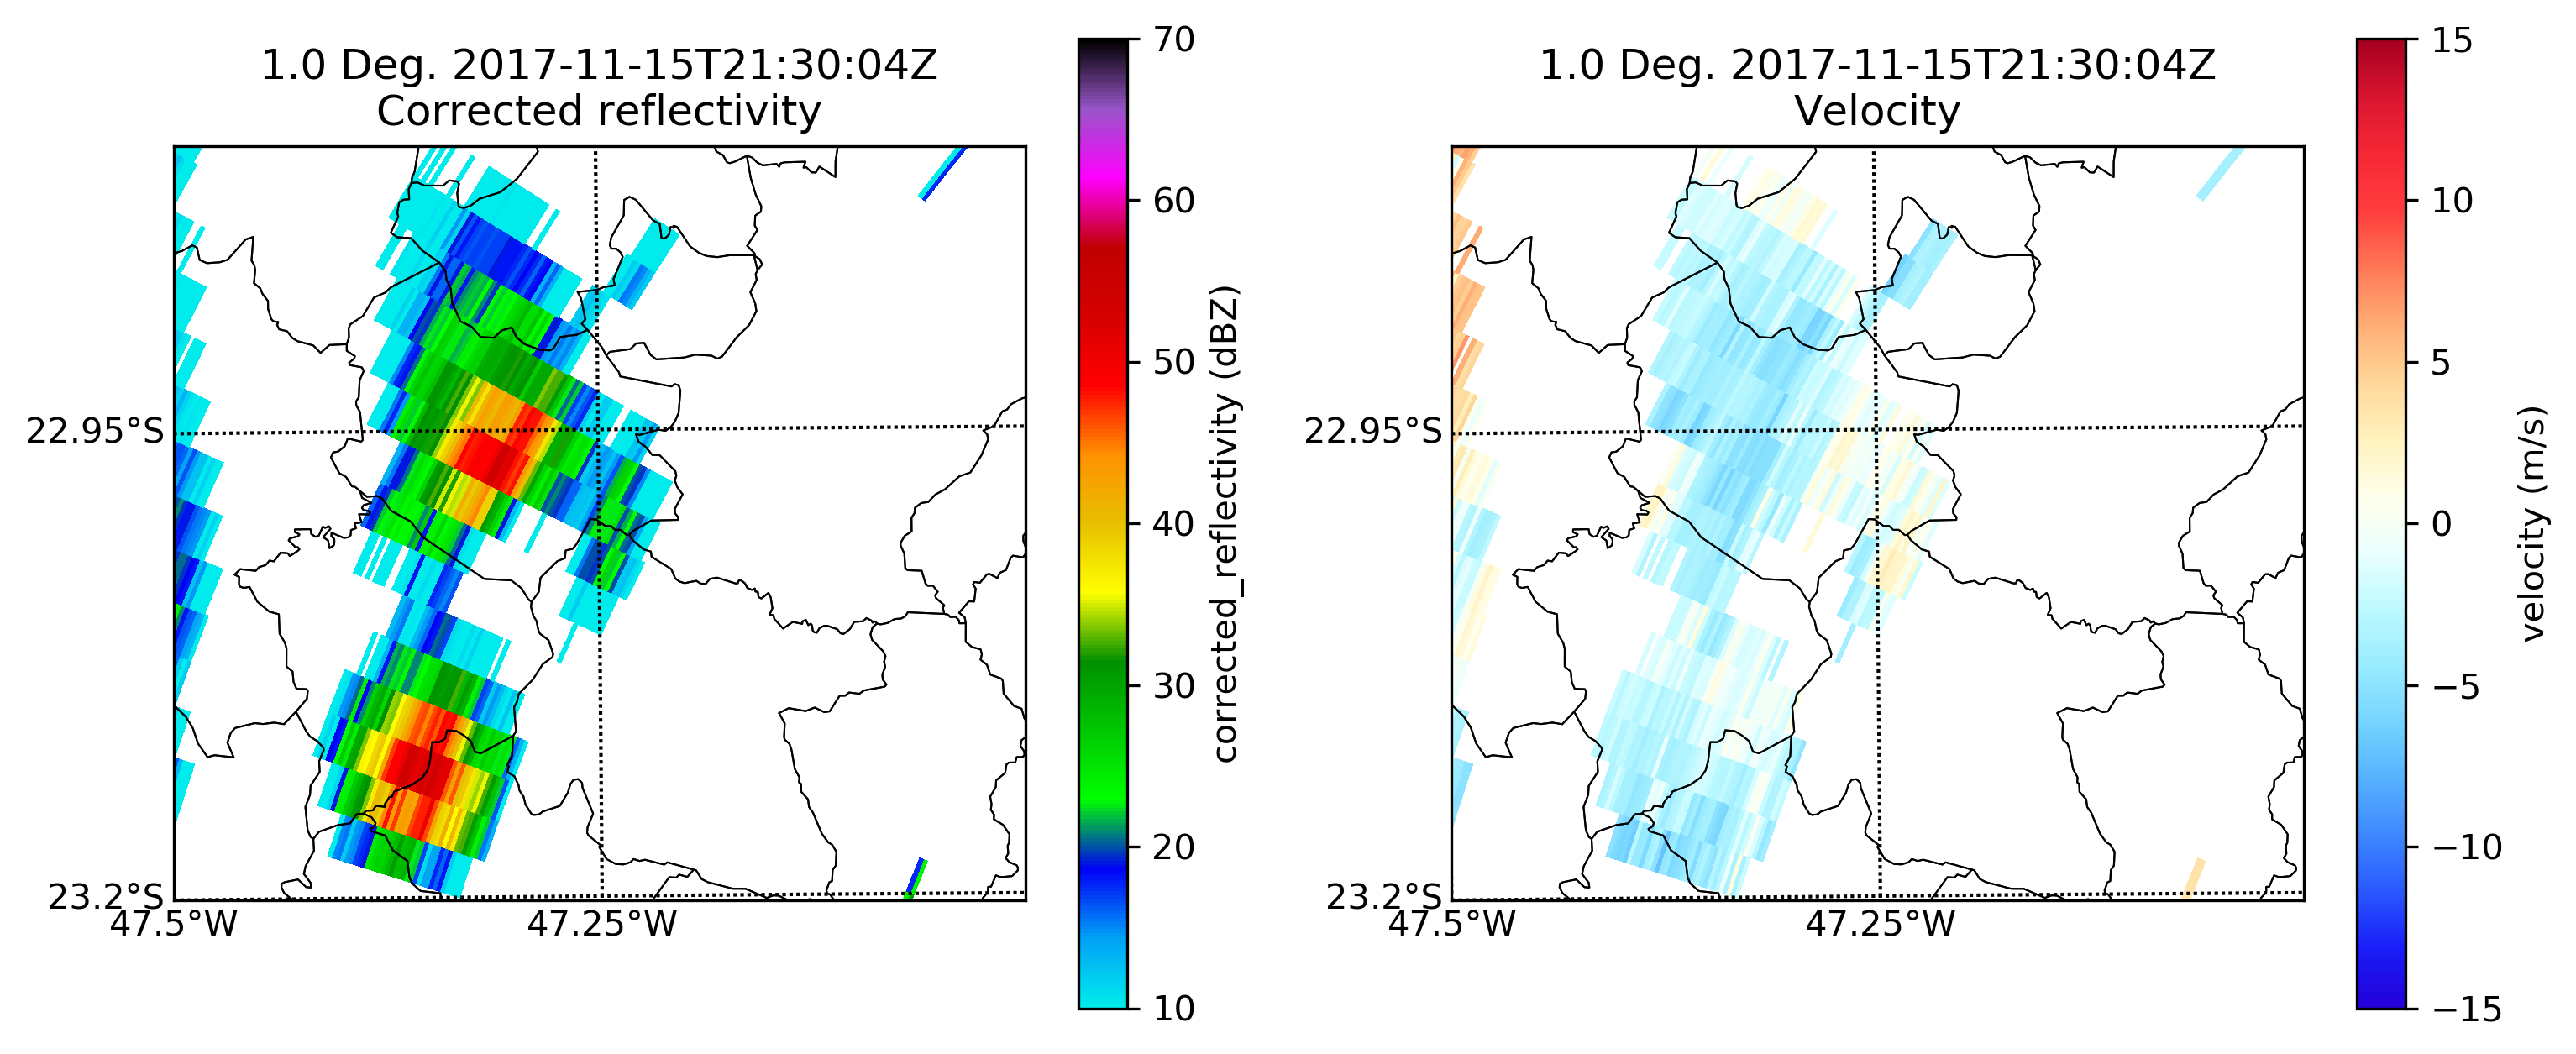 1.0 Deg. 2017-11-15T21:30:04Z
Corrected reflectivity
22.95°S
23.2°S
47.5°W
47.25°W
70
60
50
40
30
20
10
corrected_reflectivity (dBZ)
1.0 Deg. 2017-11-15T21:30:04Z
Velocity
22.95°S
23.2°S
47.5°W
47.25°W
15
10
5
0
−5
−10
−15
velocity (m/s)